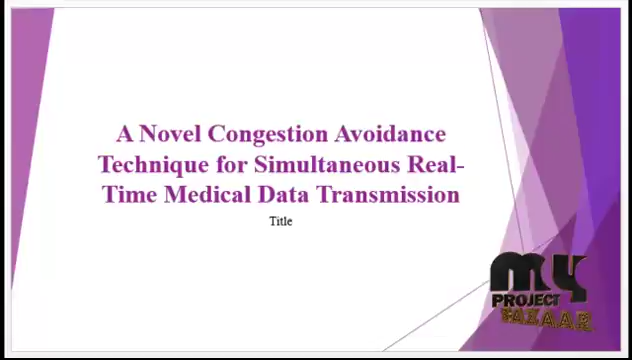 A Novel Congestion Avoidance
Technique for Simultaneous Real-
Time Medical Data Transmission
Title
my
PROJECT
BAZAAR